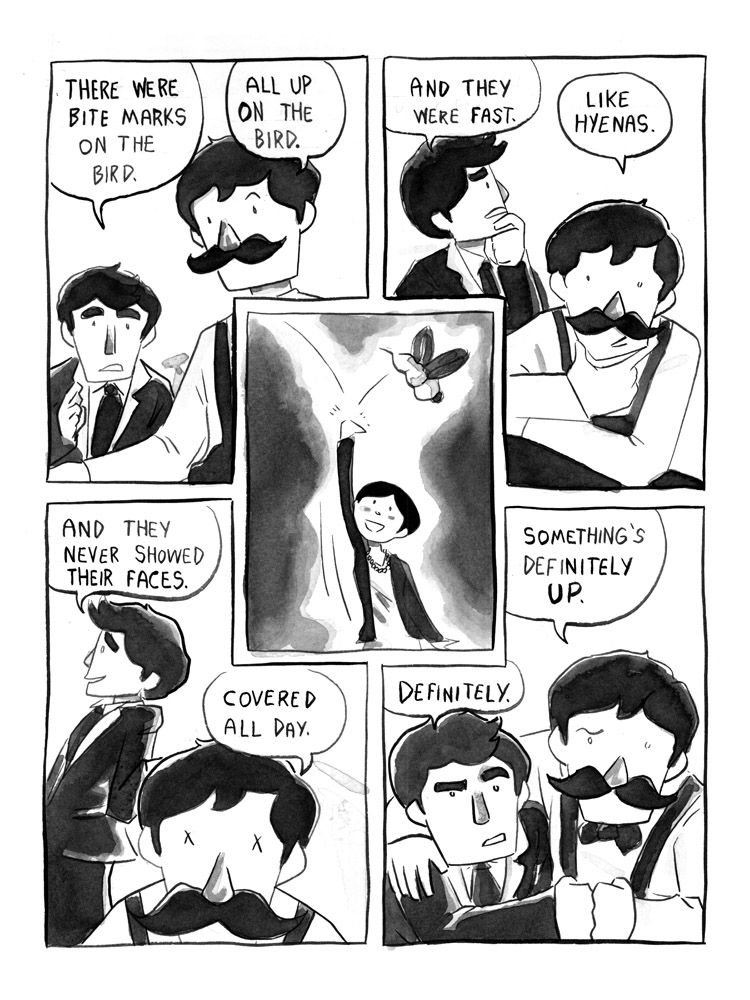 THERE WERE
BITE MARKS
ON THE
BIRD.
ALL UP
ON THE
BIRD.
AND THEY
WERE FAST.
LIKE
HYENAS.
AND THEY
NEVER SHOWED
THEIR FACES.
COVERED
ALL DAY.
SOMETHING'S
DEFINITELY
UP.
DEFINITELY.